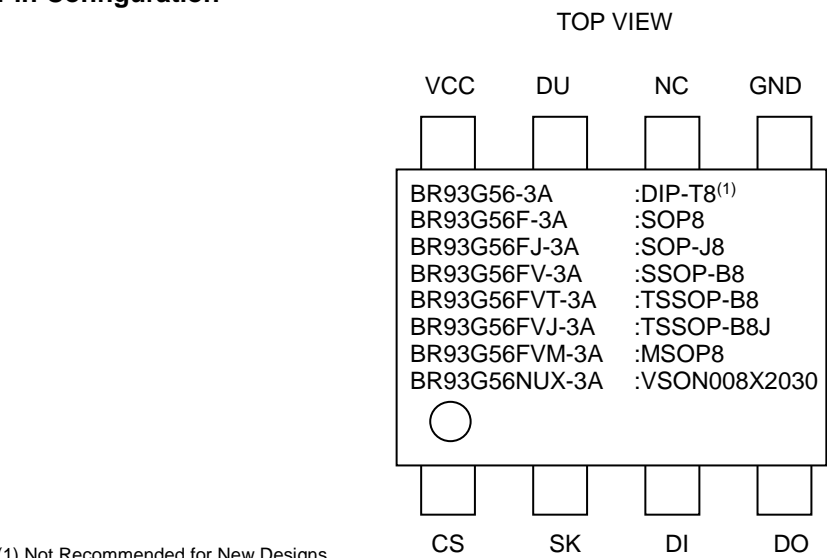 TOP VIEW
VCC DU NC GND
BR93G56-3A :DIP-T8(1)
BR93G56F-3A :SOP8
BR93G56FJ-3A :SOP-J8
BR93G56FV-3A :SSOP-B8
BR93G56FVT-3A :TSSOP-B8
BR93G56FVJ-3A :TSSOP-B8J
BR93G56FVM-3A :MSOP8
BR93G56NUX-3A :VSON008X2030
CS SK DI DO
(1) Not Recommended for New Designs